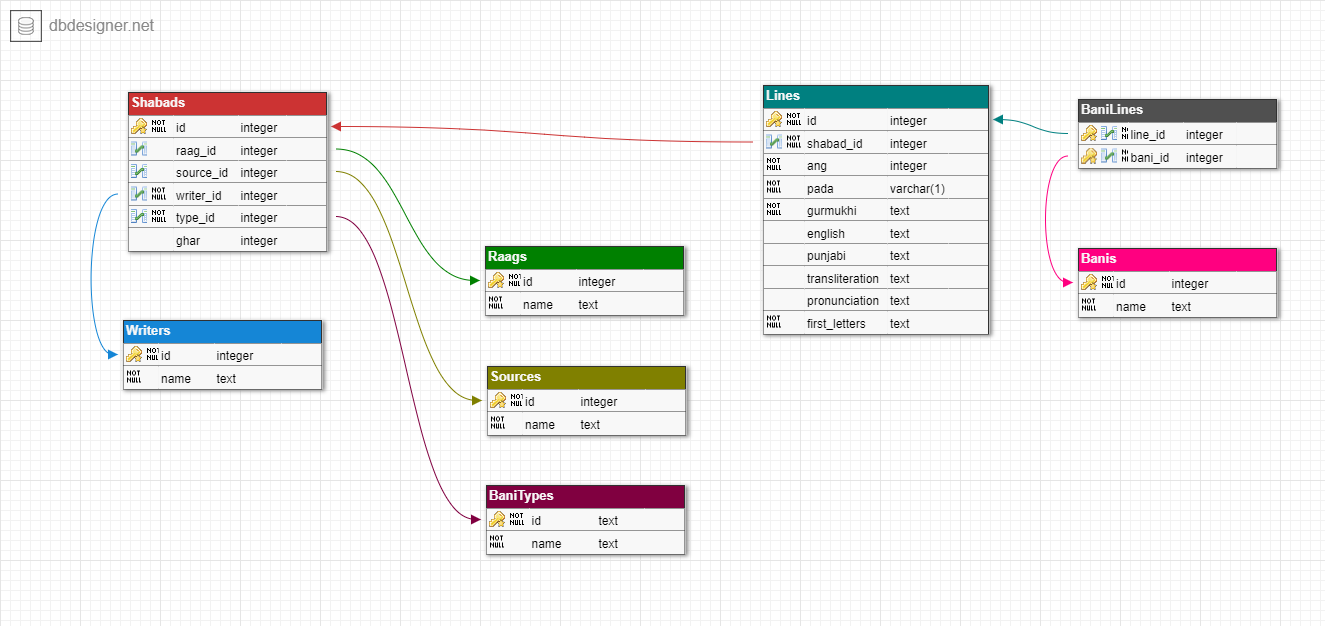 dbdesigner.net
Shabads
NOT NULL id integer
raag_id integer
source_id integer
NOT NULL writer_id integer
NOT NULL type_id integer
ghar integer
Writers
NOT NULL id integer
NOT NULL name text
Raags
NOT NULL id integer
NOT NULL name text
Sources
NOT NULL id integer
NOT NULL name text
BaniTypes
NOT NULL id text
NOT NULL name text
Lines
NOT NULL id integer
NOT NULL shabad_id integer
NOT NULL ang integer
NOT NULL pada varchar(1)
NOT NULL gurmukhi text
english text
punjabi text
transliteration text
pronunciation text
NOT NULL first_letters text
BaniLines
line_id integer
bani_id integer
Banis
NOT NULL id integer
NOT NULL name text